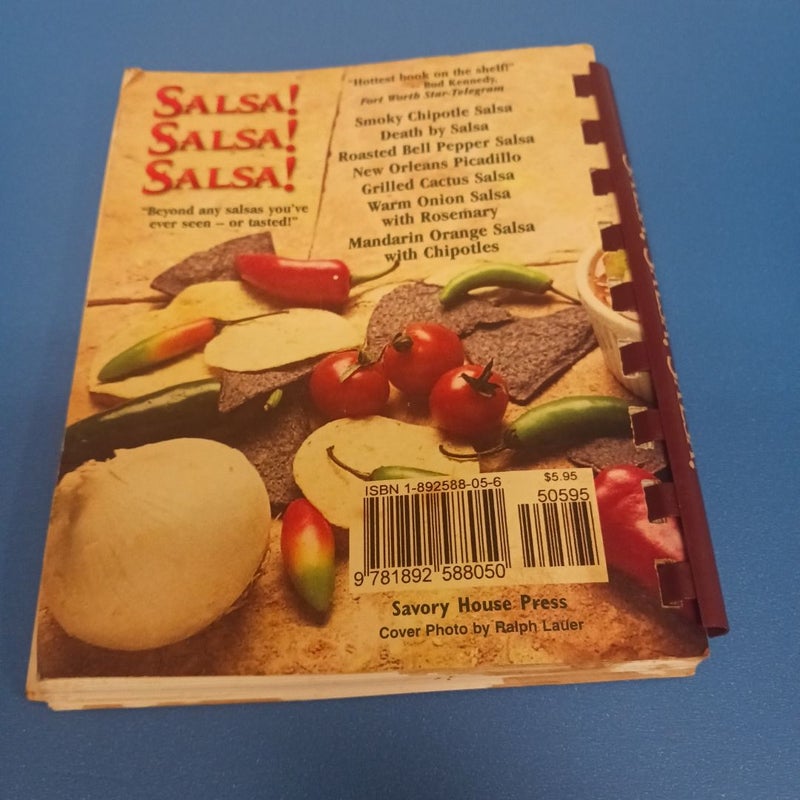 SALSA!
SALSA!
SALSA!
"Beyond any salsas you've
ever seen – or tasted!"
"Hottest book on the shelf!"
Bud Kennedy,
Fort Worth Star-Telegram
Smoky Chipotle Salsa
Death by Salsa
Roasted Bell Pepper Salsa
New Orleans Picadillo
Grilled Cactus Salsa
Warm Onion Salsa
with Rosemary
Mandarin Orange Salsa
with Chipotles
ISBN 1-892588-05-6
$5.95
50595
9 781892 588050
Savory House Press
Cover Photo by Ralph Lauer